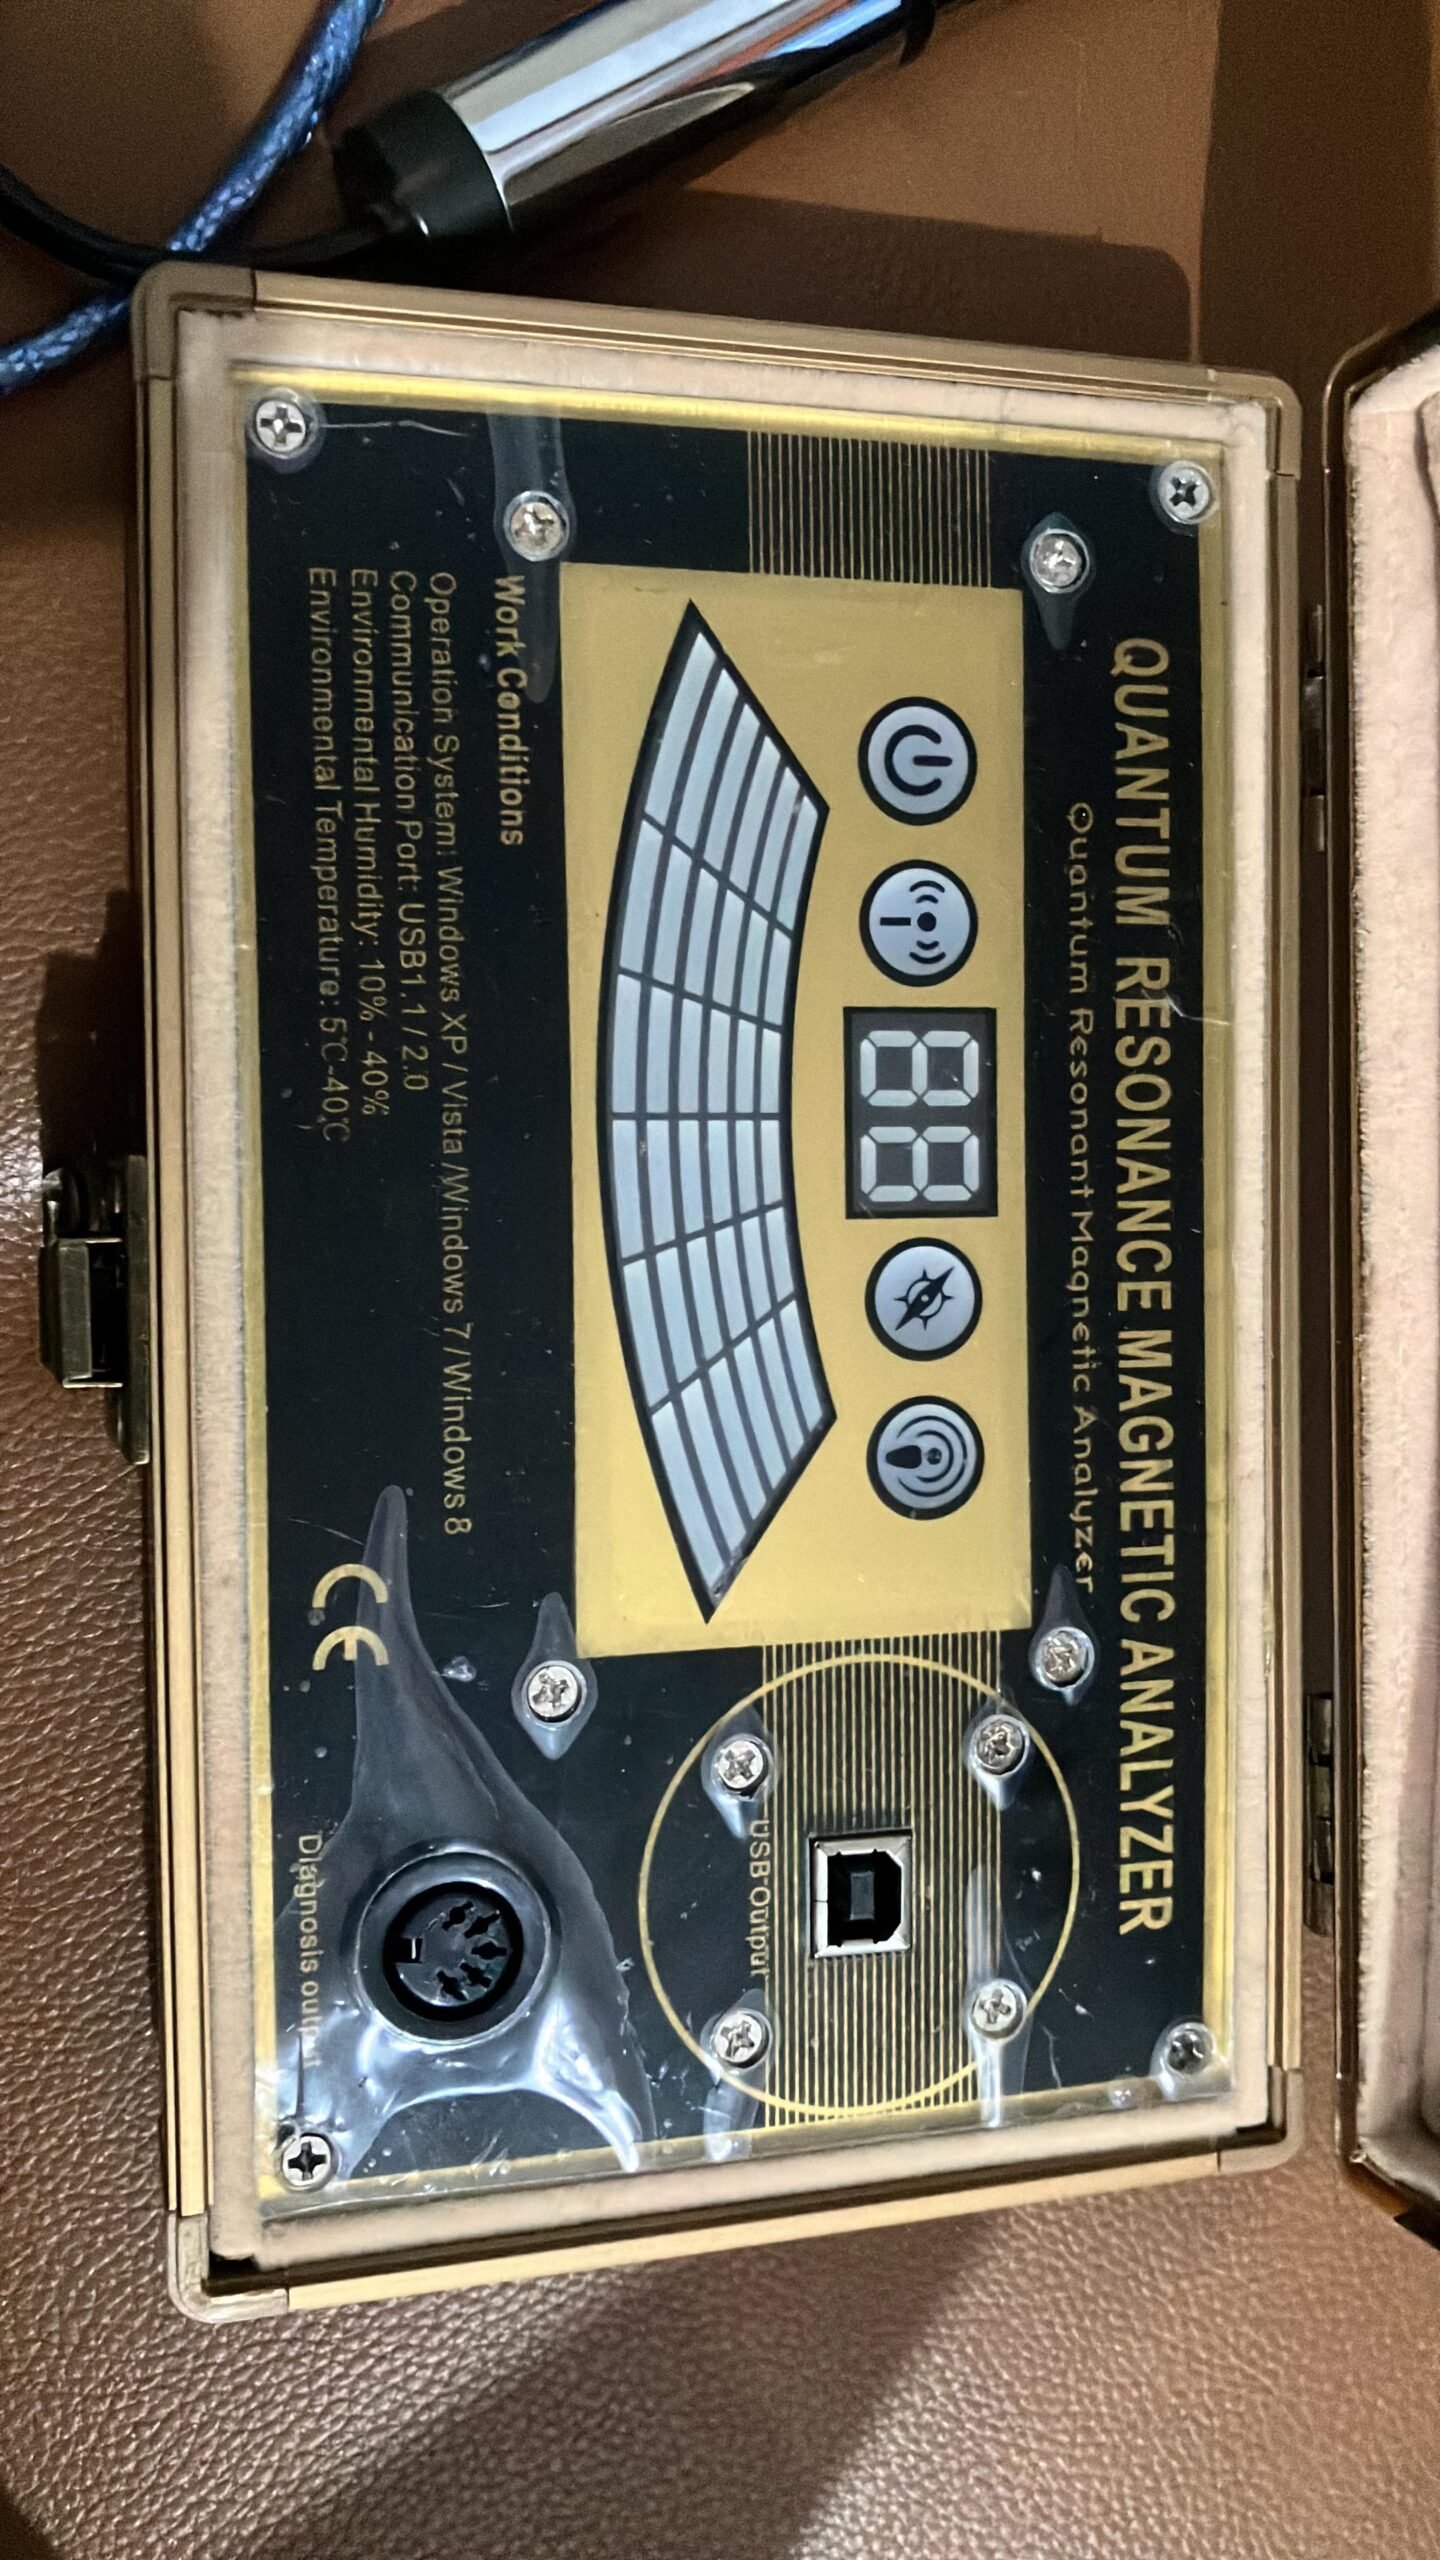 QUANTUM RESONANCE MAGNETIC ANALYZER
Quantum Resonant Magnetic Analyzer
88
USB Output
Work Conditions
Operation System: Windows XP / Vista /Windows 7 / Windows 8
Communication Port: USB1.1 / 2.0
Environmental Humidity: 10% - 40%
Environmental Temperature: 5℃-40℃
CE
Diagnosis output